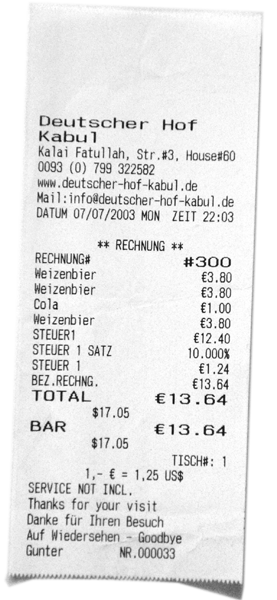 Deutscher Hof
Kabul
Kalai Fatullah, Str.#3, House#60
0093 (0) 799 322582
www.deutscher-hof-kabul.de
Mail:info@deutscher-hof-kabul.de
DATUM 07/07/2003 MON ZEIT 22:03
** RECHNUNG **
RECHNUNG# #300
Weizenbier €3.80
Weizenbier €3.80
Cola €1.00
Weizenbier €3.80
STEUER1 €12.40
STEUER 1 SATZ 10.000%
STEUER 1 €1.24
BEZ.RECHNG. €13.64
TOTAL €13.64
$17.05
BAR €13.64
$17.05
TISCH#: 1
1,- € = 1,25 US$
SERVICE NOT INCL.
Thanks for your visit
Danke für Ihren Besuch
Auf Wiedersehen - Goodbye
Gunter NR.000033